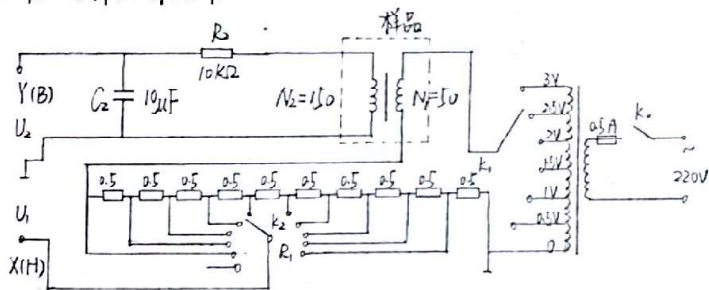 样品
R₂
10kΩ
Y(B)
C₂
10μF
N₂=150
N₁=50
U₂
3V
2.5V
2V
1.5V
1V
0.5V
0
K₁
0.5A
K₀
~
220V
0.5 0.5 0.5 0.5 0.5 0.5 0.5 0.5 0.5 0.5
U₁
K₂
R₁
X(H)